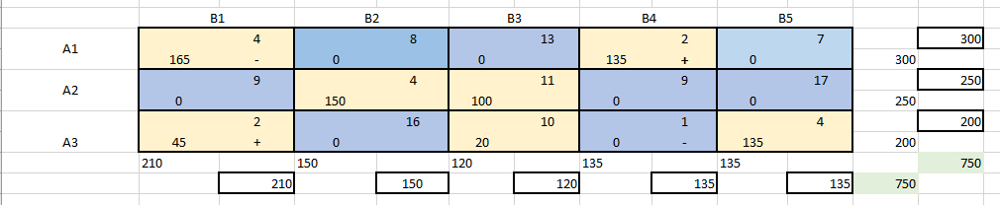 B1 B2 B3 B4 B5
A1 4 8 13 2 7 300
165 - 0 0 135 + 0 300
A2 9 4 11 9 17 250
0 150 100 0 0 250
2 16 10 1 4 200
A3 45 + 0 20 0 - 135 200
210 150 120 135 135 750
210 150 120 135 135 750